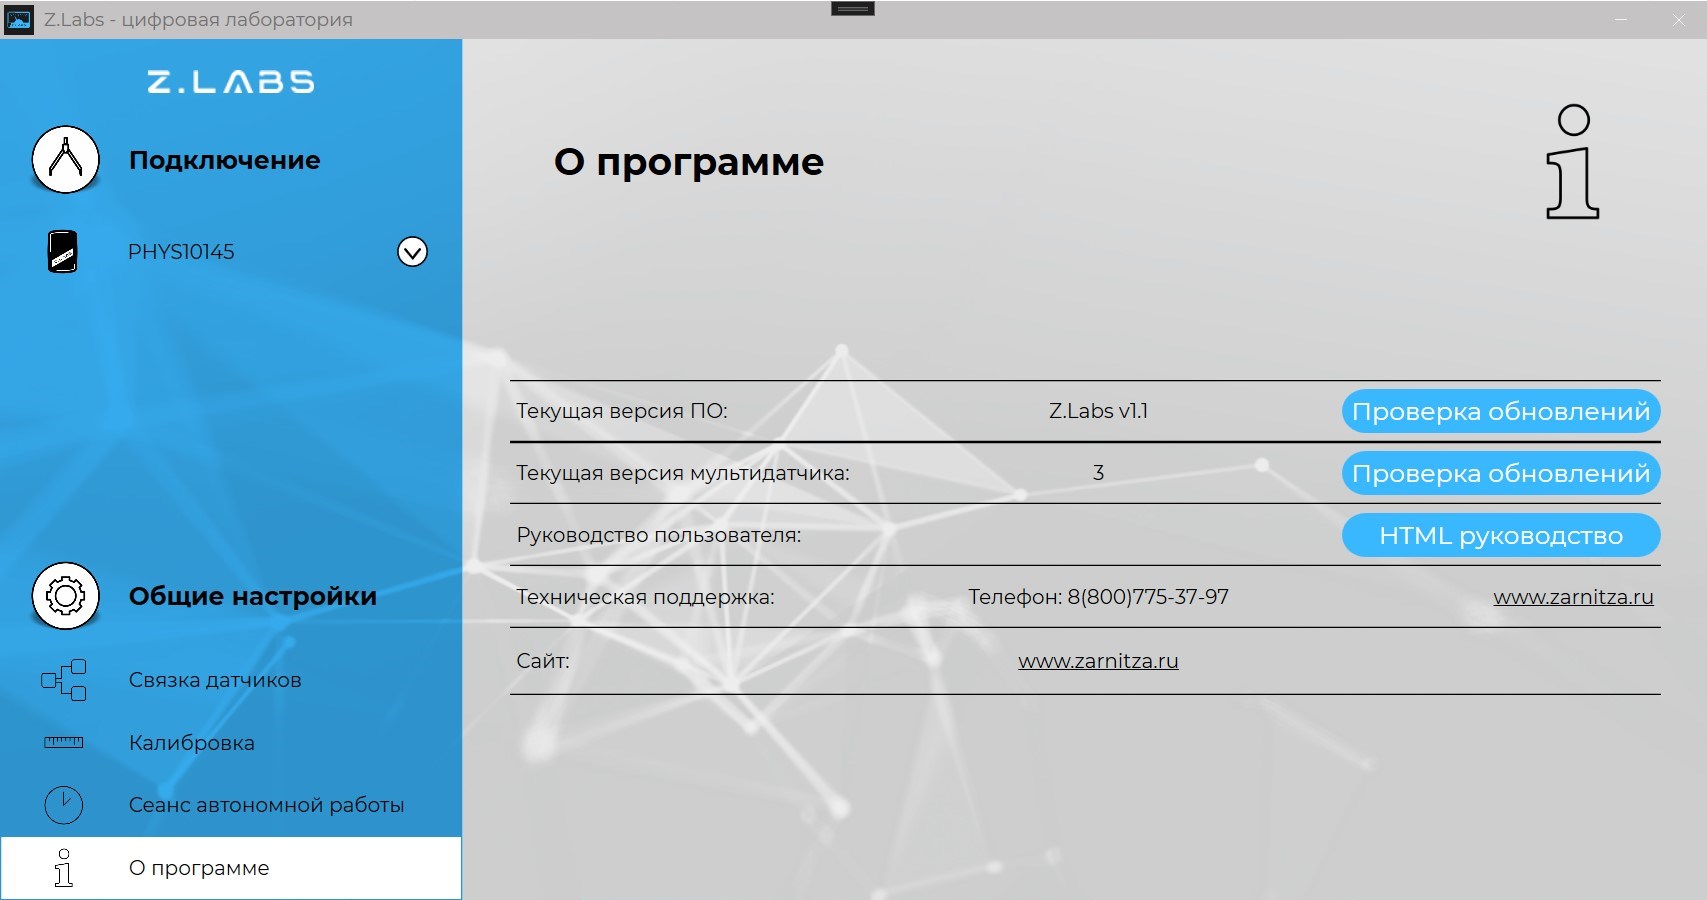 Z.Labs - цифровая лаборатория
Z.LABS
Подключение
PHYS10145
Общие настройки
Связка датчиков
Калибровка
Сеанс автономной работы
О программе
О программе
Текущая версия ПО: Z.Labs v1.1 Проверка обновлений
Текущая версия мультидатчика: 3 Проверка обновлений
Руководство пользователя: HTML руководство
Техническая поддержка: Телефон: 8(800)775-37-97 www.zarnitza.ru
Сайт: www.zarnitza.ru